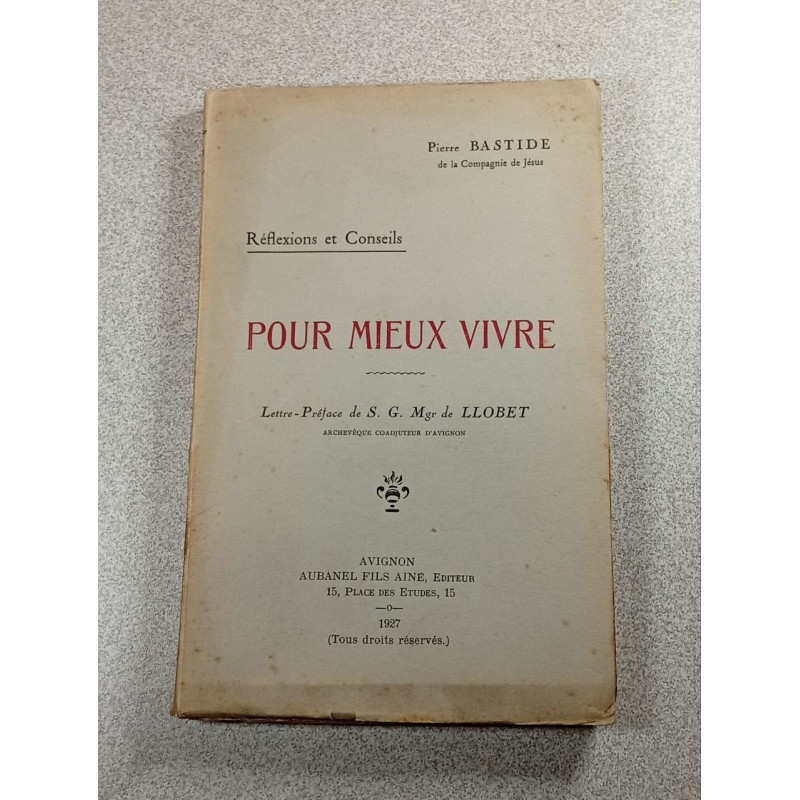 Pierre BASTIDE
de la Compagnie de Jésus
Réflexions et Conseils
POUR MIEUX VIVRE
Lettre-Préface de S. G. Mgr de LLOBET
ARCHEVÊQUE COADJUTEUR D'AVIGNON
AVIGNON
AUBANEL FILS AINÉ, Editeur
15, Place des Etudes, 15
—o—
1927
(Tous droits réservés.)